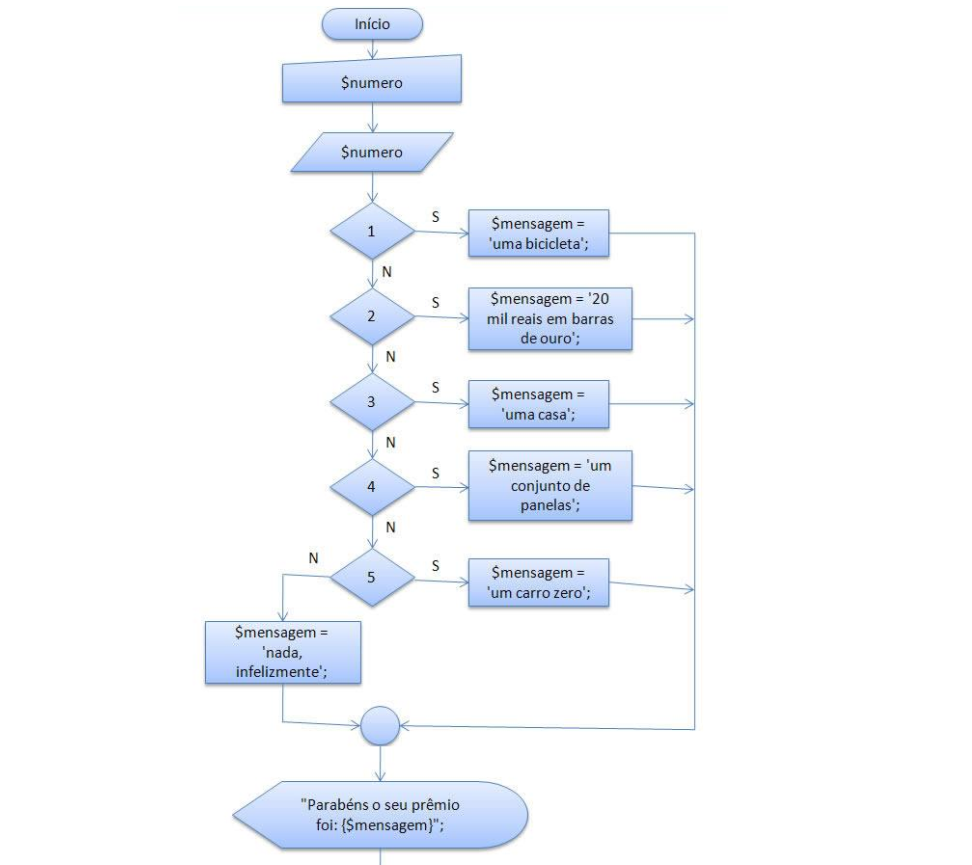 Início
$numero
$numero
1
S
$mensagem =
'uma bicicleta';
N
2
S
$mensagem = '20
mil reais em barras
de ouro';
N
3
S
$mensagem =
'uma casa';
N
4
S
$mensagem = 'um
conjunto de
panelas';
N
5
S
$mensagem =
'um carro zero';
N
$mensagem =
'nada,
infelizmente';
"Parabéns o seu prêmio
foi: {$mensagem}";